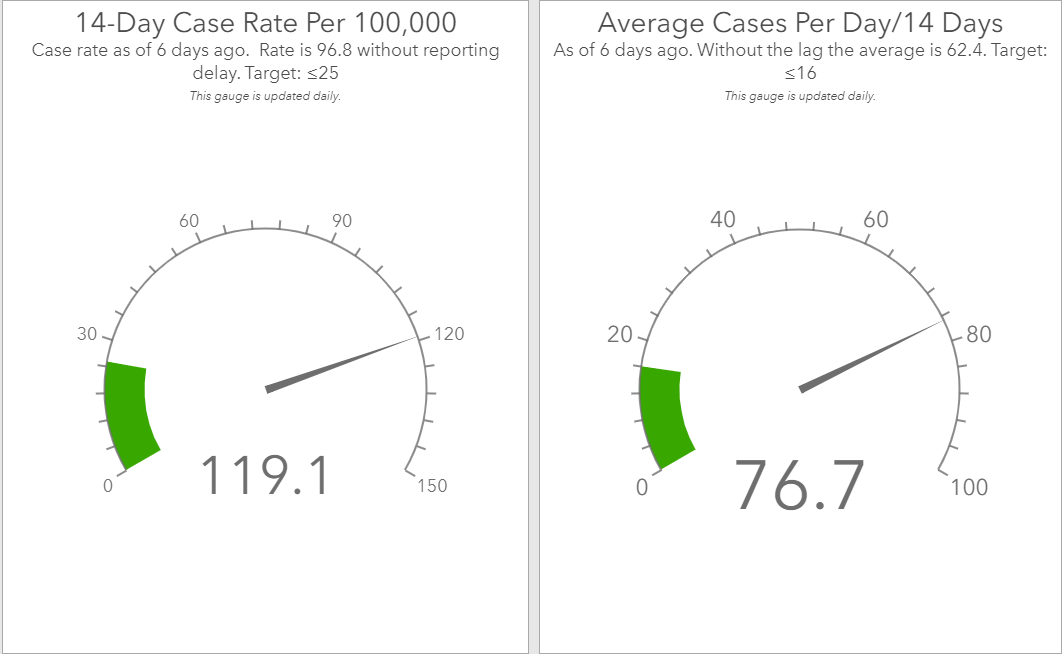 14-Day Case Rate Per 100,000
Case rate as of 6 days ago.  Rate is 96.8 without reporting
delay. Target: ≤25
This gauge is updated daily.
60
90
30
120
0
119.1
150
Average Cases Per Day/14 Days
As of 6 days ago. Without the lag the average is 62.4. Target:
≤16
This gauge is updated daily.
40
60
20
80
0
76.7
100